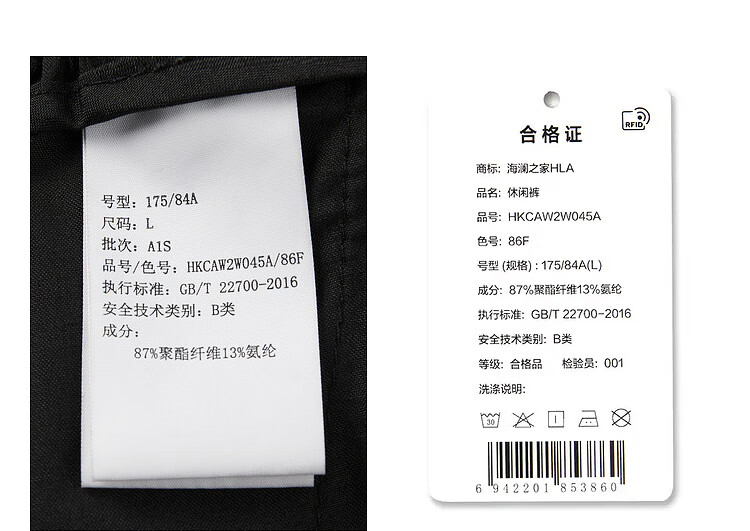 号型: 175/84A
尺码: L
批次: A1S
品号/色号: HKCAW2W045A/86F
执行标准: GB/T 22700-2016
安全技术类别: B类
成分:
87%聚酯纤维13%氨纶
RFID
合格证
商标: 海澜之家HLA
品名: 休闲裤
品号: HKCAW2W045A
色号: 86F
号型 (规格) : 175/84A(L)
成分: 87%聚酯纤维13%氨纶
执行标准: GB/T 22700-2016
安全技术类别: B类
等级: 合格品 检验员: 001
洗涤说明:
30
6 942201 853860